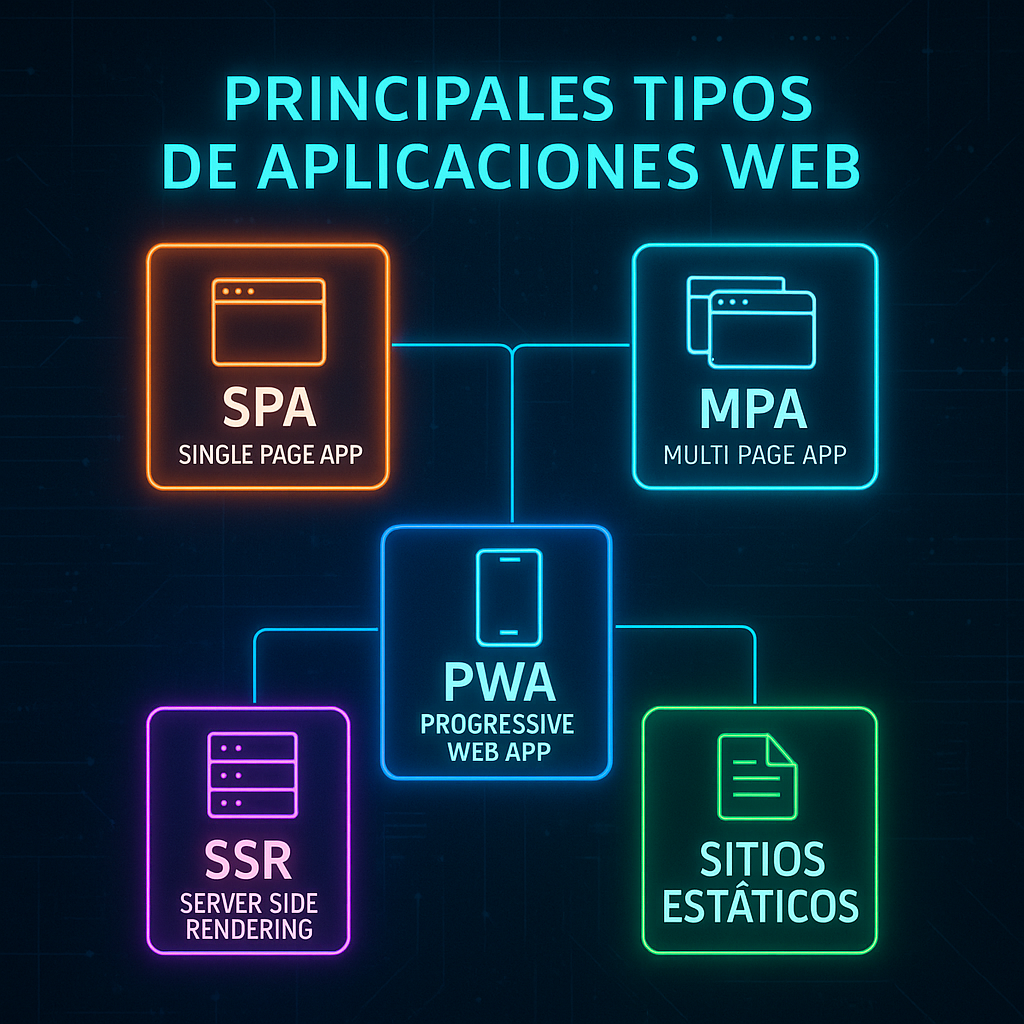 PRINCIPALES TIPOS
DE APLICACIONES WEB
SPA
SINGLE PAGE APP
MPA
MULTI PAGE APP
PWA
PROGRESSIVE
WEB APP
SSR
SERVER SIDE
RENDERING
SITIOS
ESTÂTICOS